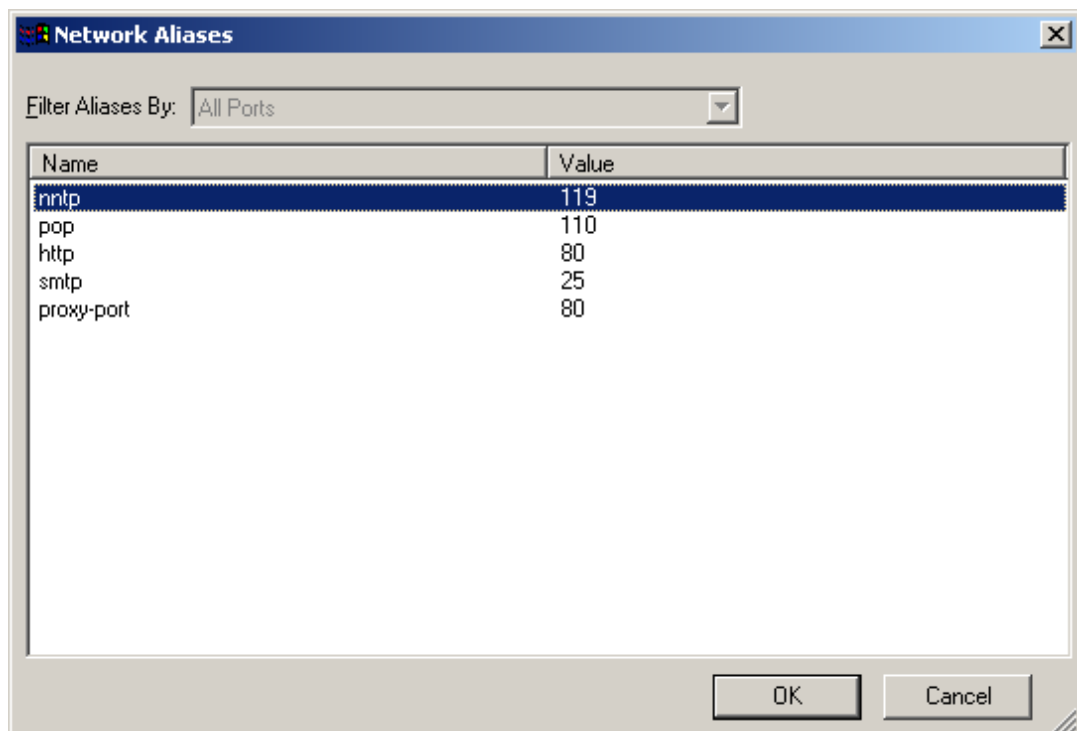 Network Aliases
Filter Aliases By: All Ports
Name Value
nntp 119
pop 110
http 80
smtp 25
proxy-port 80
OK Cancel